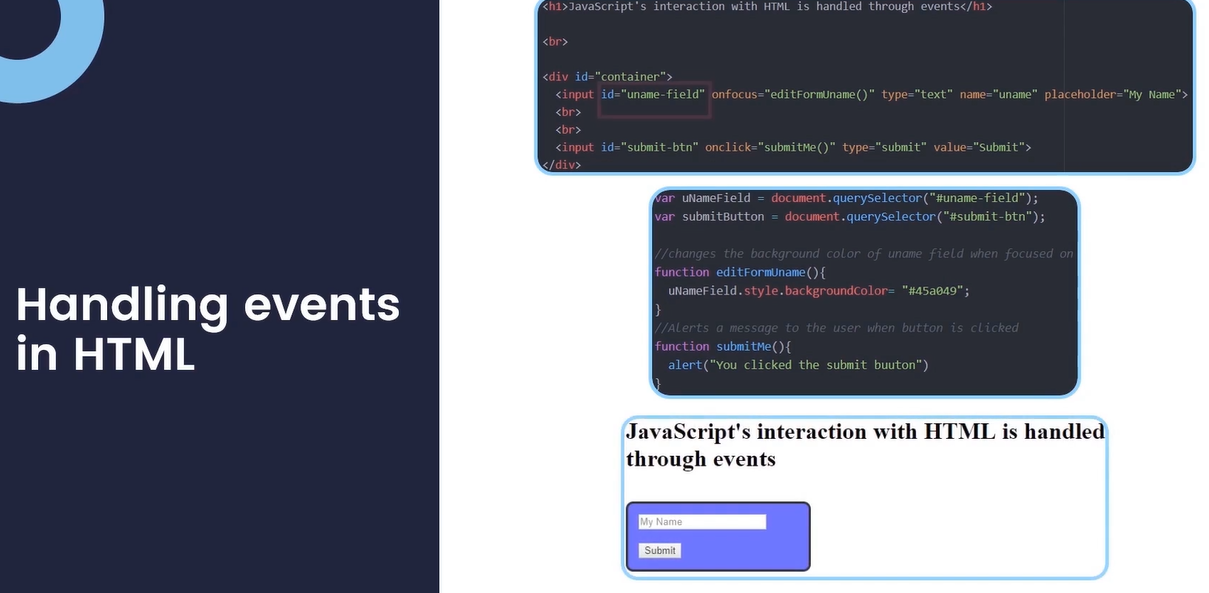 Handling events
in HTML
<h1>JavaScript's interaction with HTML is handled through events</h1>
<br>
<div id="container">
<input id="uname-field" onfocus="editFormUname()" type="text" name="uname" placeholder="My Name">
<br>
<br>
<input id="submit-btn" onclick="submitMe()" type="submit" value="Submit">
</div>
var uNameField = document.querySelector("#uname-field");
var submitButton = document.querySelector("#submit-btn");
//changes the background color of uname field when focused on
function editFormUname(){
uNameField.style.backgroundColor= "#45a049";
}
//Alerts a message to the user when button is clicked
function submitMe(){
alert("You clicked the submit buuton")
}
JavaScript's interaction with HTML is handled
through events
My Name
Submit